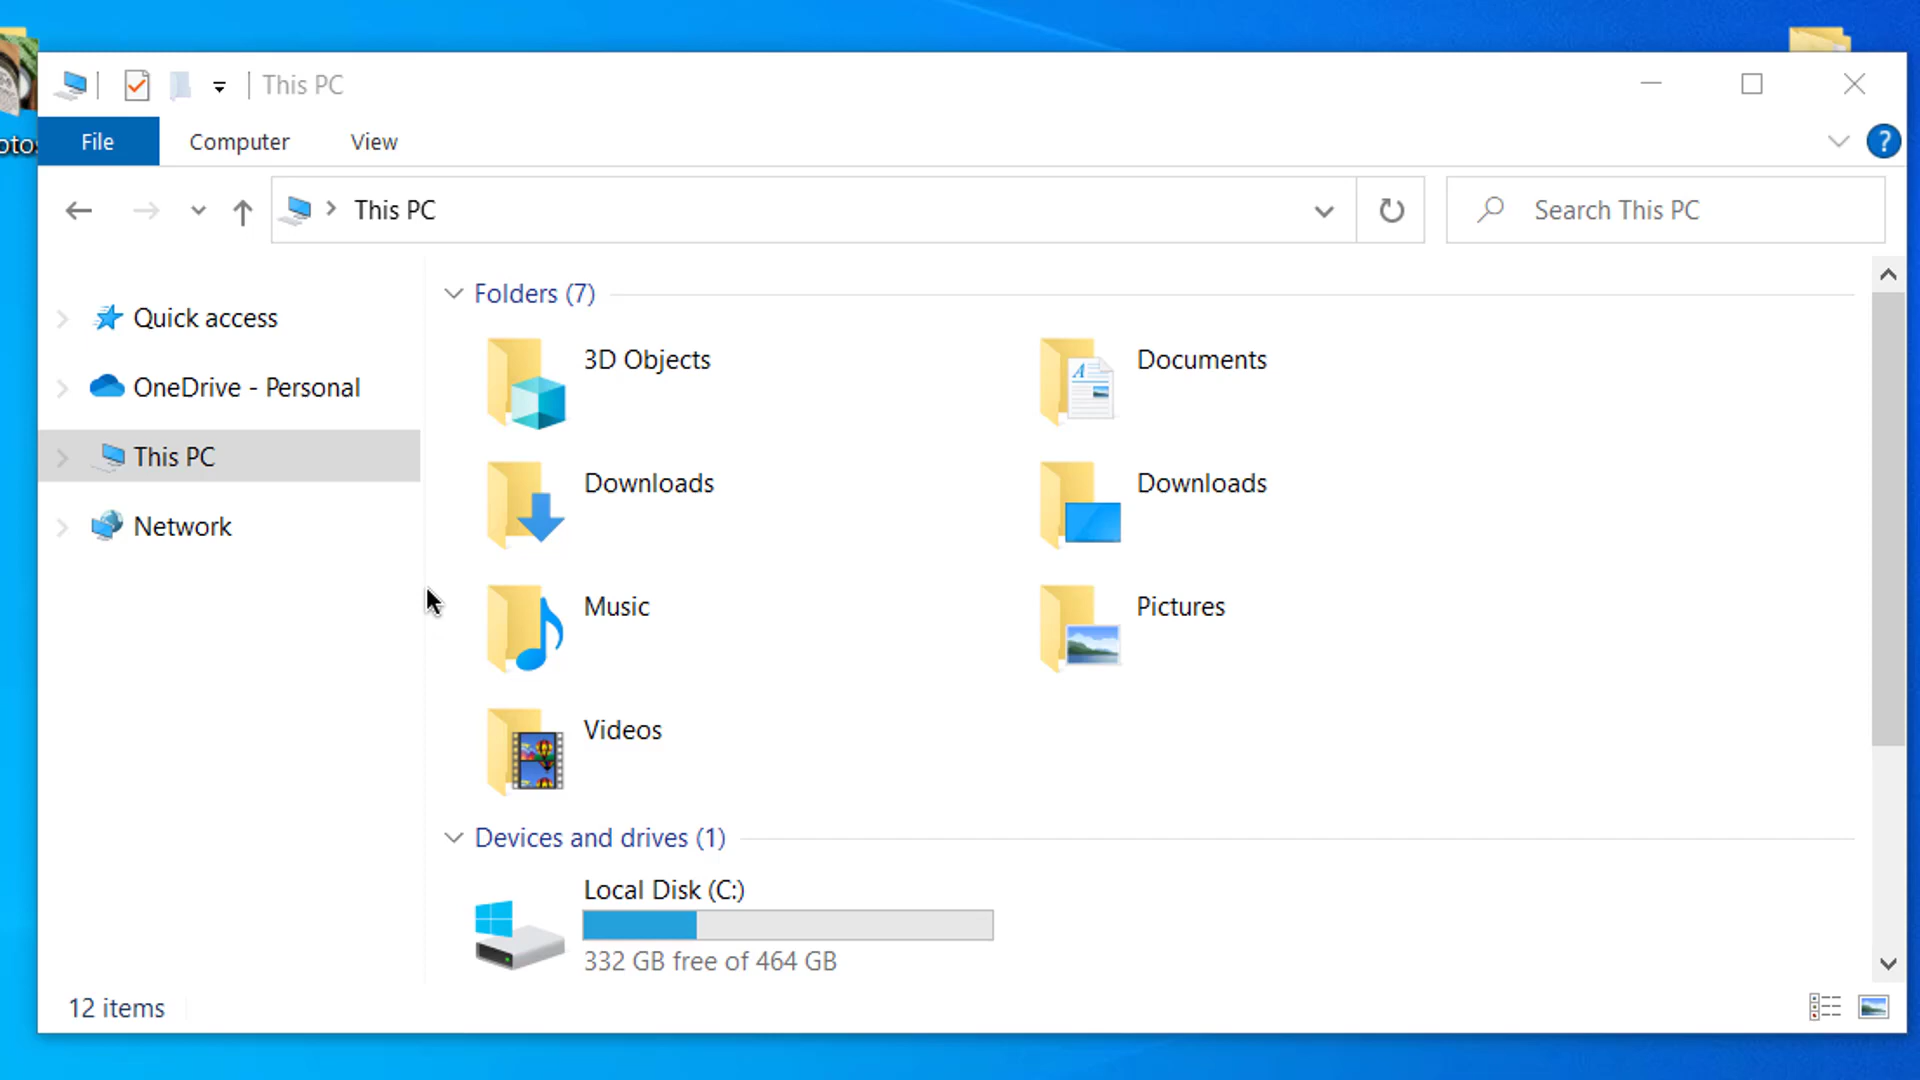 This PC
File
Computer
View
?
This PC
Search This PC
Quick access
OneDrive - Personal
This PC
Network
Folders (7)
3D Objects
Documents
Downloads
Downloads
Music
Pictures
Videos
Devices and drives (1)
Local Disk (C:)
332 GB free of 464 GB
12 items